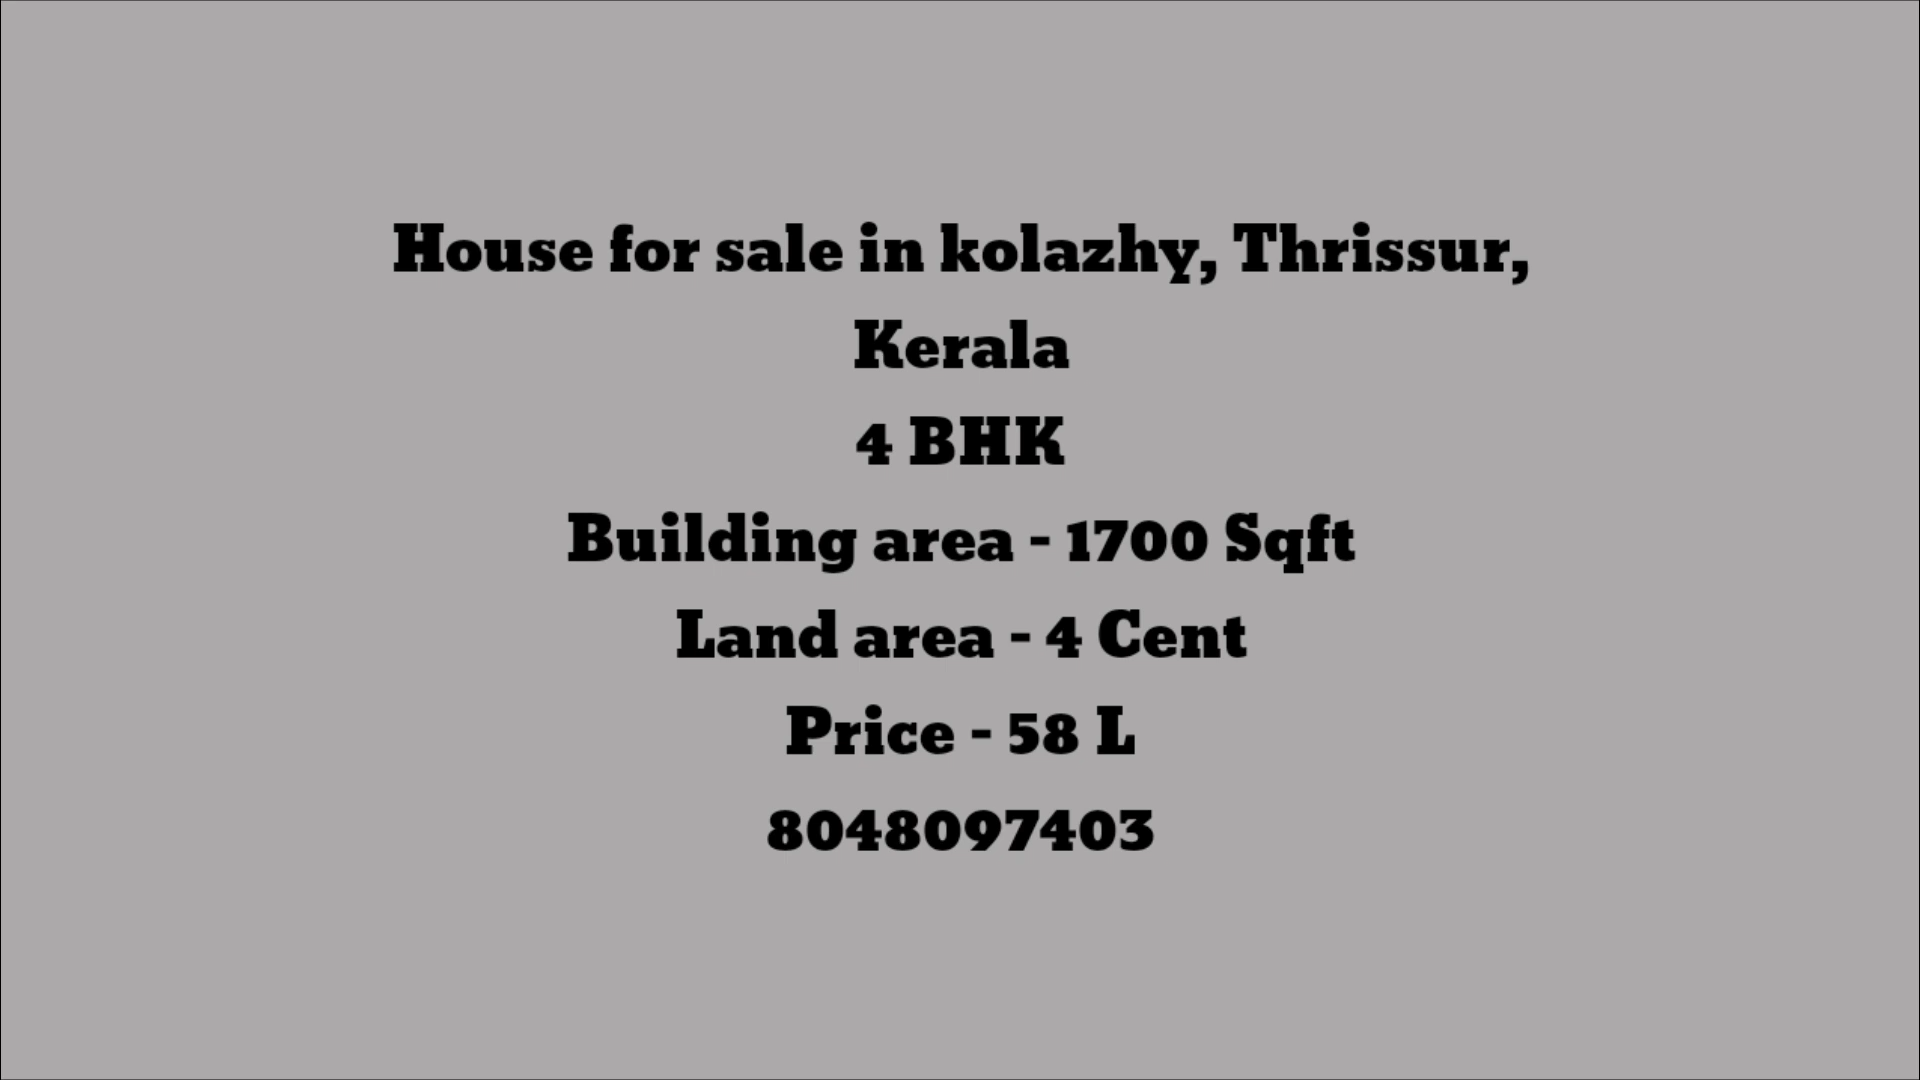 House for sale in kolazhy, Thrissur,
Kerala
4 BHK
Building area - 1700 Sqft
Land area - 4 Cent
Price - 58 L
8048097403